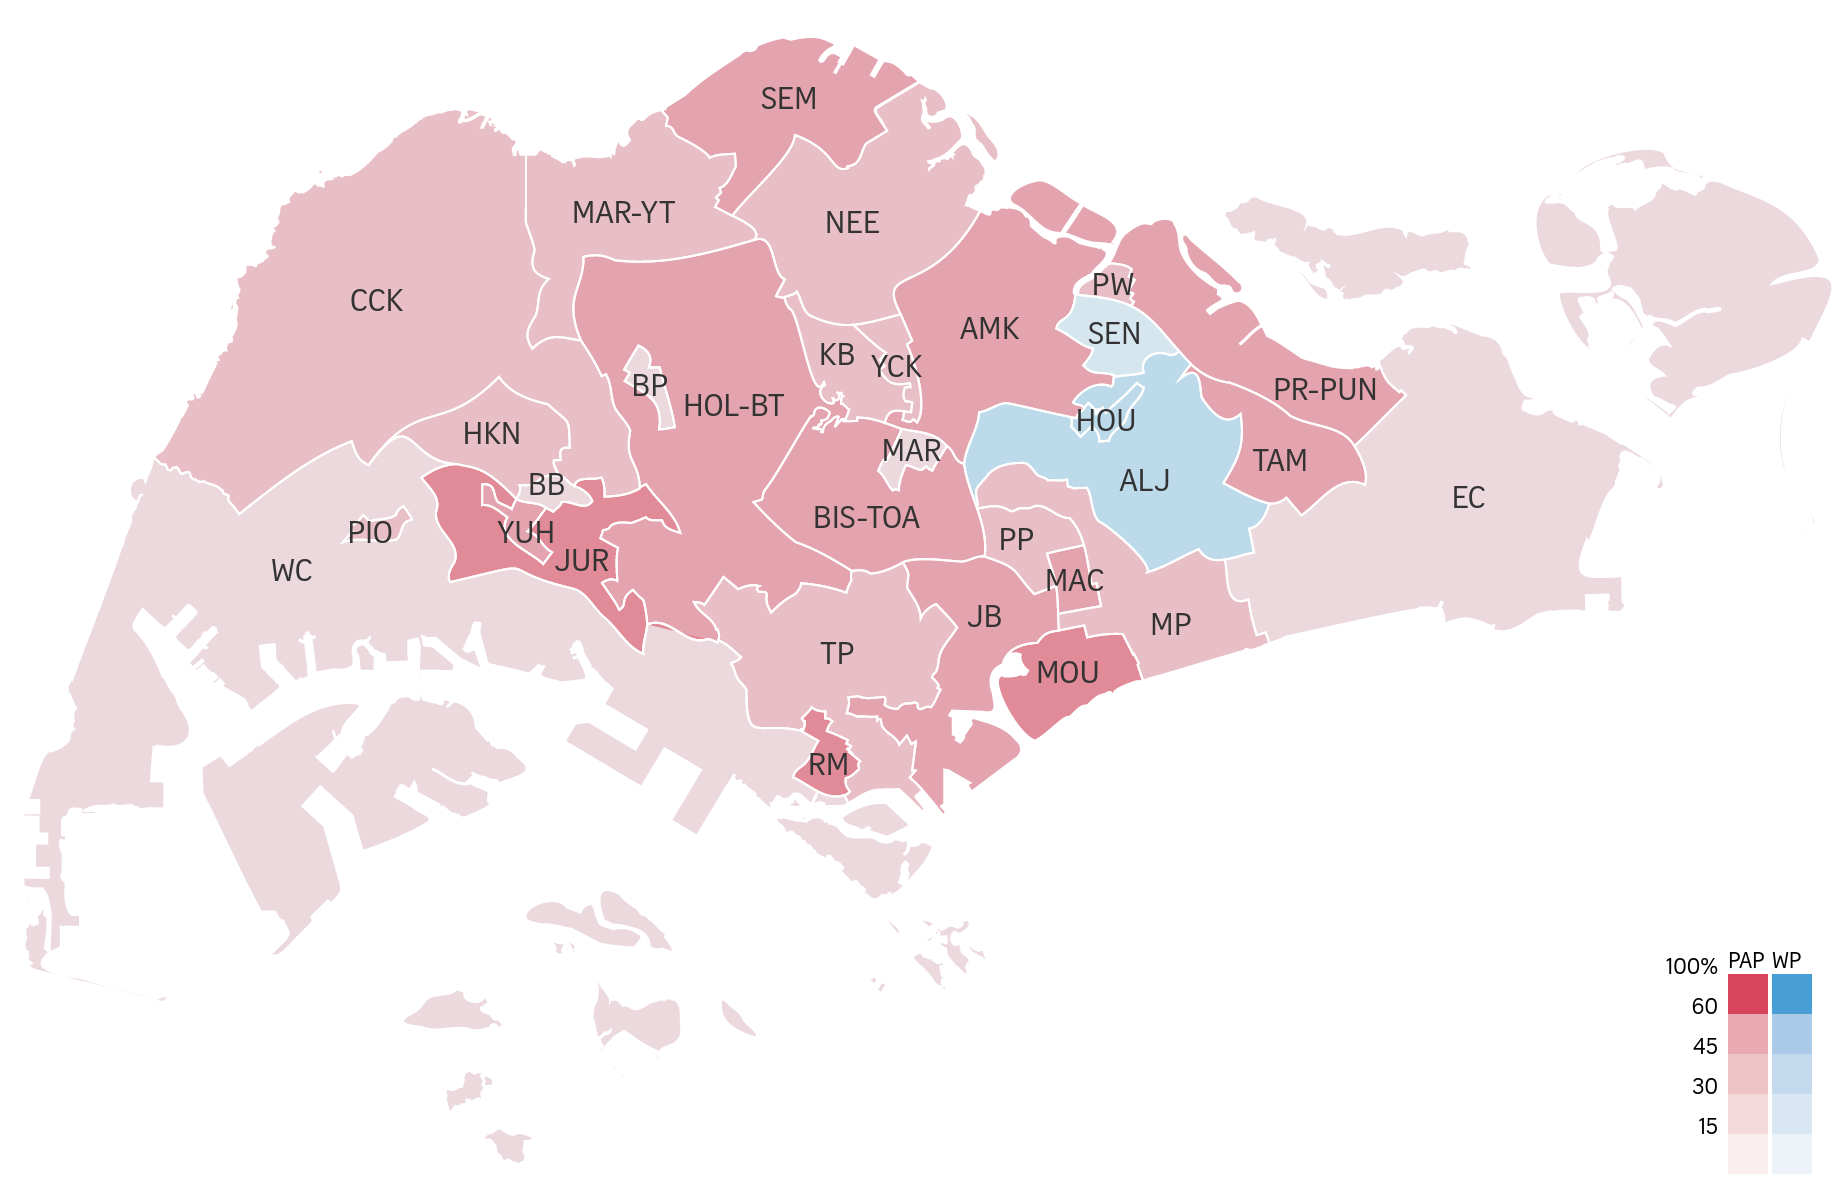 SEM
MAR-YT
NEE
CCK
PW
AMK
SEN
KB
YCK
BP
HOL-BT
PR-PUN
HKN
HOU
MAR
TAM
BB
ALJ
EC
PIO
YUH
BIS-TOA
PP
WC
JUR
MAC
JB
MP
TP
MOU
RM
PAP WP
100%
60
45
30
15